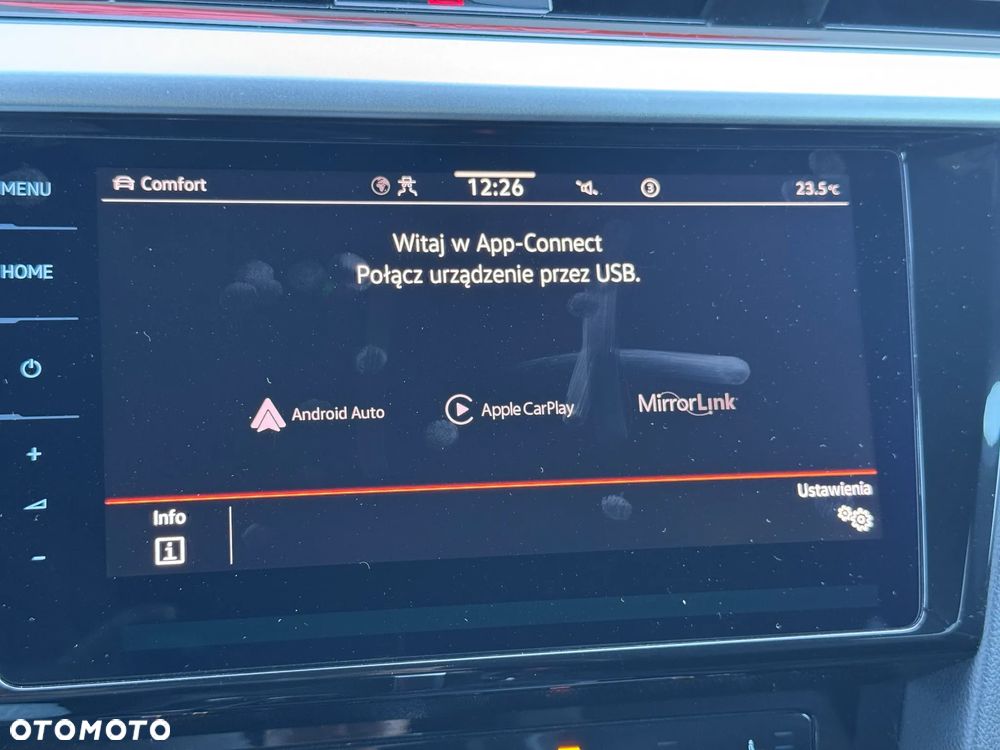 MENU
HOME
Comfort
12:26
3
23.5°C
Witaj w App-Connect
Połącz urządzenie przez USB.
Android Auto
Apple CarPlay
MirrorLink
Info
i
Ustawienia
+
-
OTOMOTO